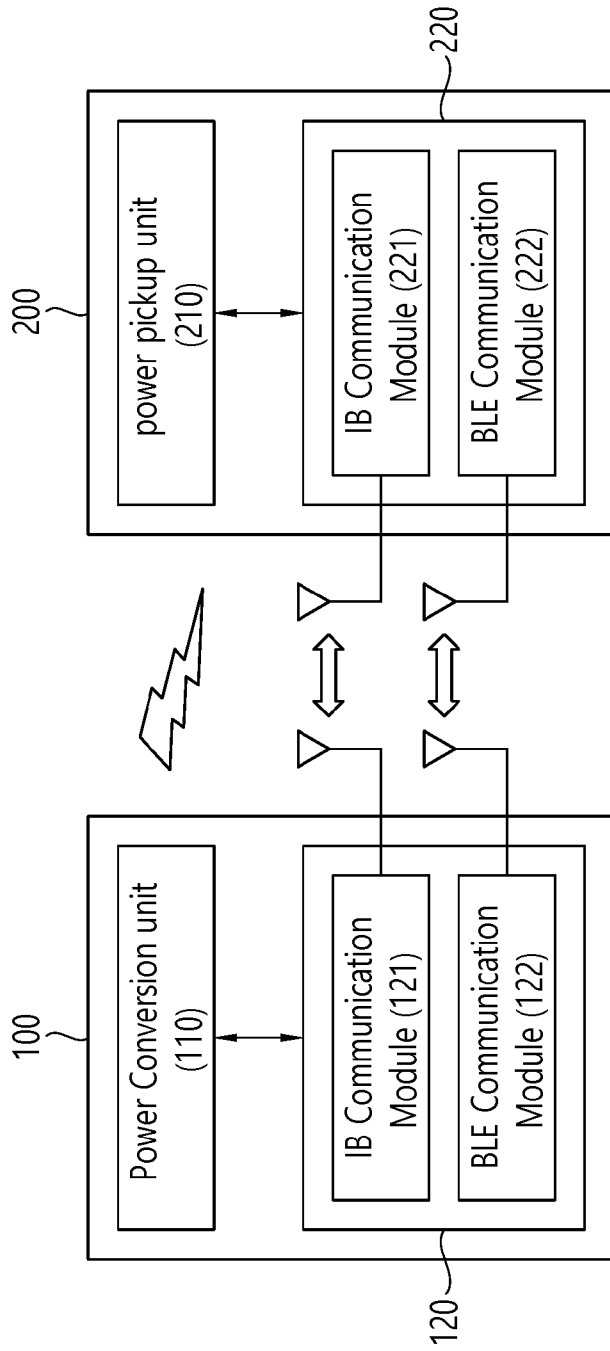 100
Power Conversion unit
(110)
IB Communication
Module (121)
BLE Communication
Module (122)
120
200
power pickup unit
(210)
IB Communication
Module (221)
BLE Communication
Module (222)
220